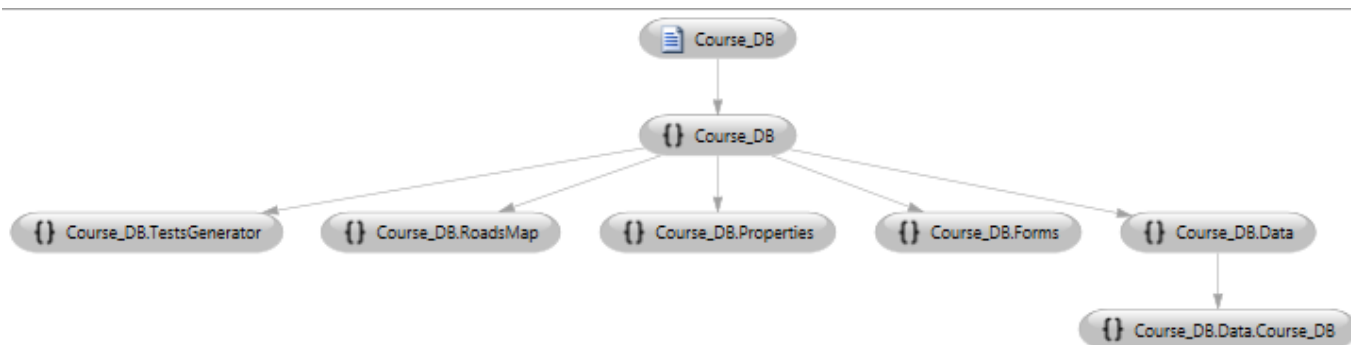 Course_DB
{} Course_DB
{} Course_DB.TestsGenerator
{} Course_DB.RoadsMap
{} Course_DB.Properties
{} Course_DB.Forms
{} Course_DB.Data
{} Course_DB.Data.Course_DB